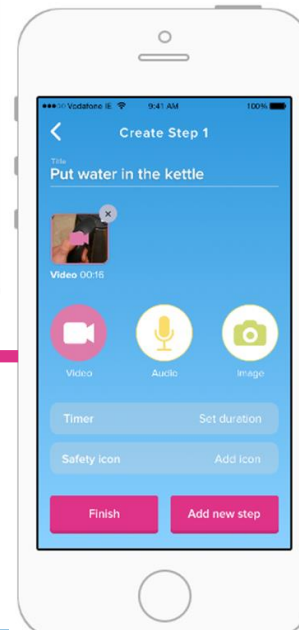 Vodafone 9:41 AM 100%
Create Step 1
Title
Put water in the kettle
Video 00:16
Video Audio Image
Timer Set duration
Safety icon Add icon
Finish Add new step